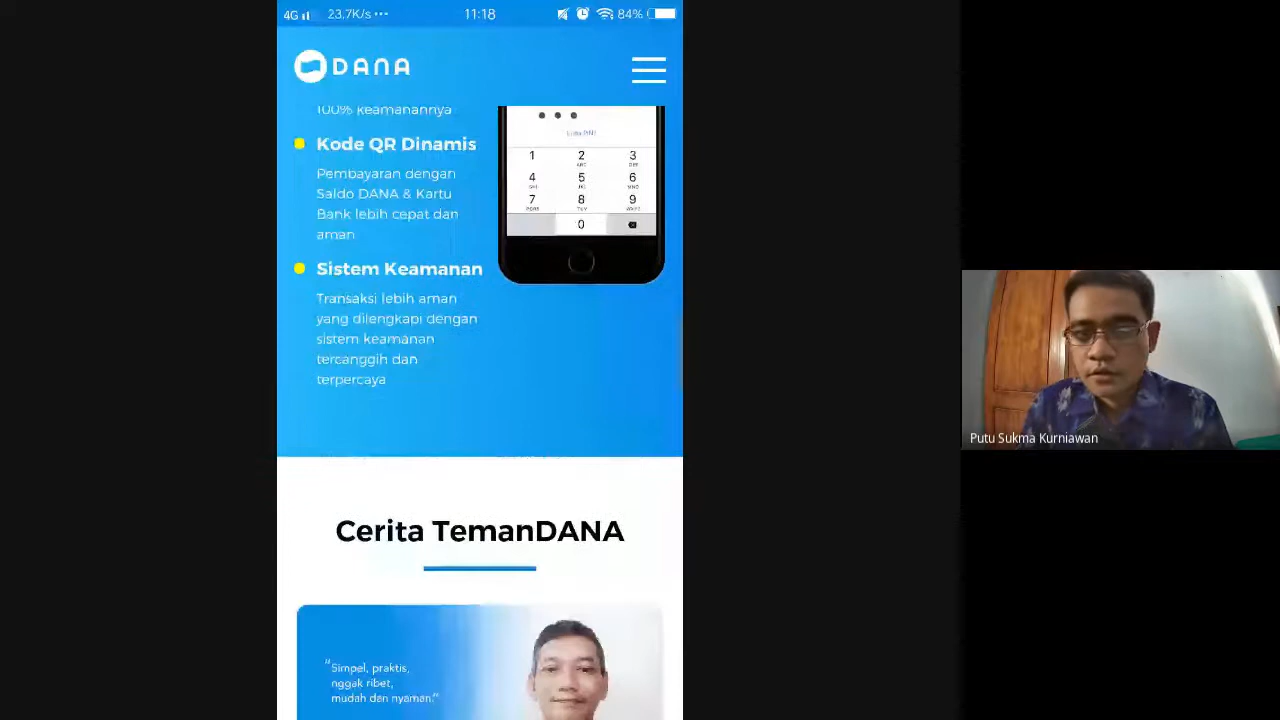 4G 23.7K/s ··· 11:18 84%
DANA
100% keamanannya
Kode QR Dinamis
Pembayaran dengan
Saldo DANA & Kartu
Bank lebih cepat dan
aman
Sistem Keamanan
Transaksi lebih aman
yang dilengkapi dengan
sistem keamanan
tercanggih dan
terpercaya
1 2 3
4 5 6
7 8 9
0
Cerita TemanDANA
“Simpel, praktis,
nggak ribet,
mudah dan nyaman.”
Putu Sukma Kurniawan